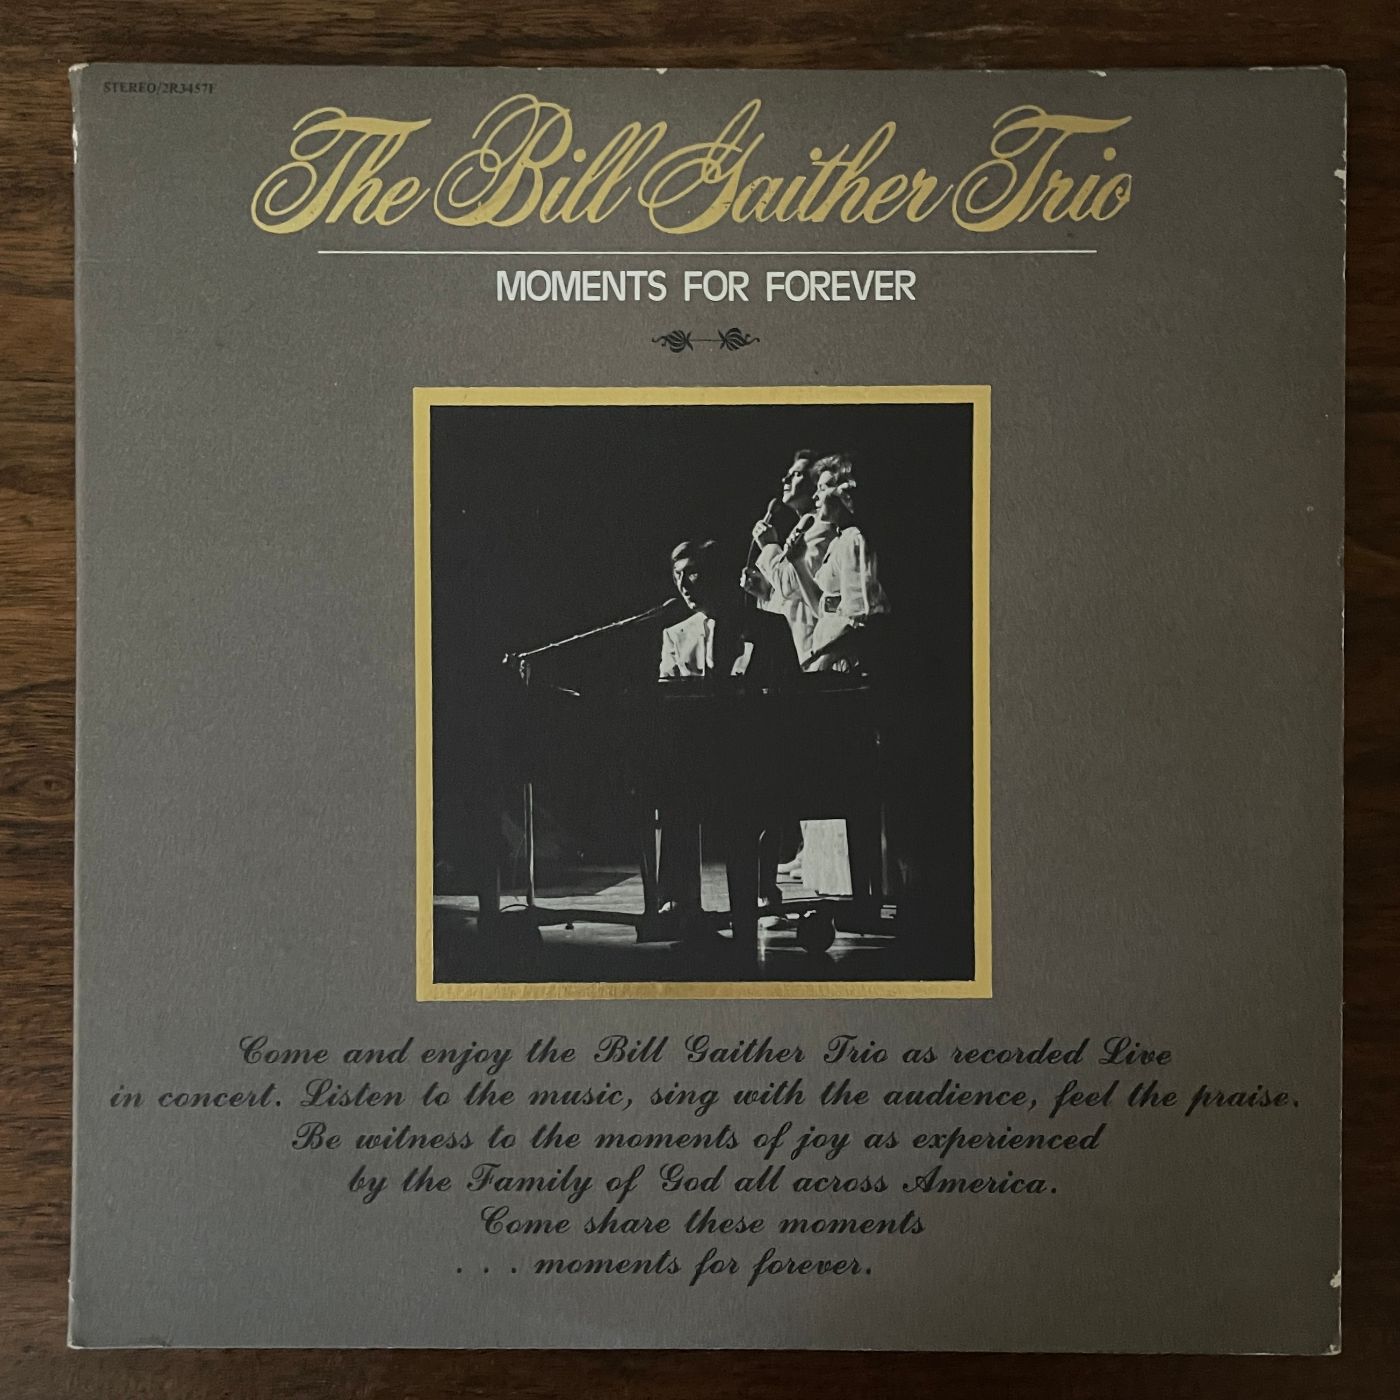 STEREO/2R3457F
The Bill Gaither Trio
MOMENTS FOR FOREVER
Come and enjoy the Bill Gaither Trio as recorded Live
in concert. Listen to the music, sing with the audience, feel the praise.
Be witness to the moments of joy as experienced
by the Family of God all across America.
Come share these moments
. . . moments for forever.